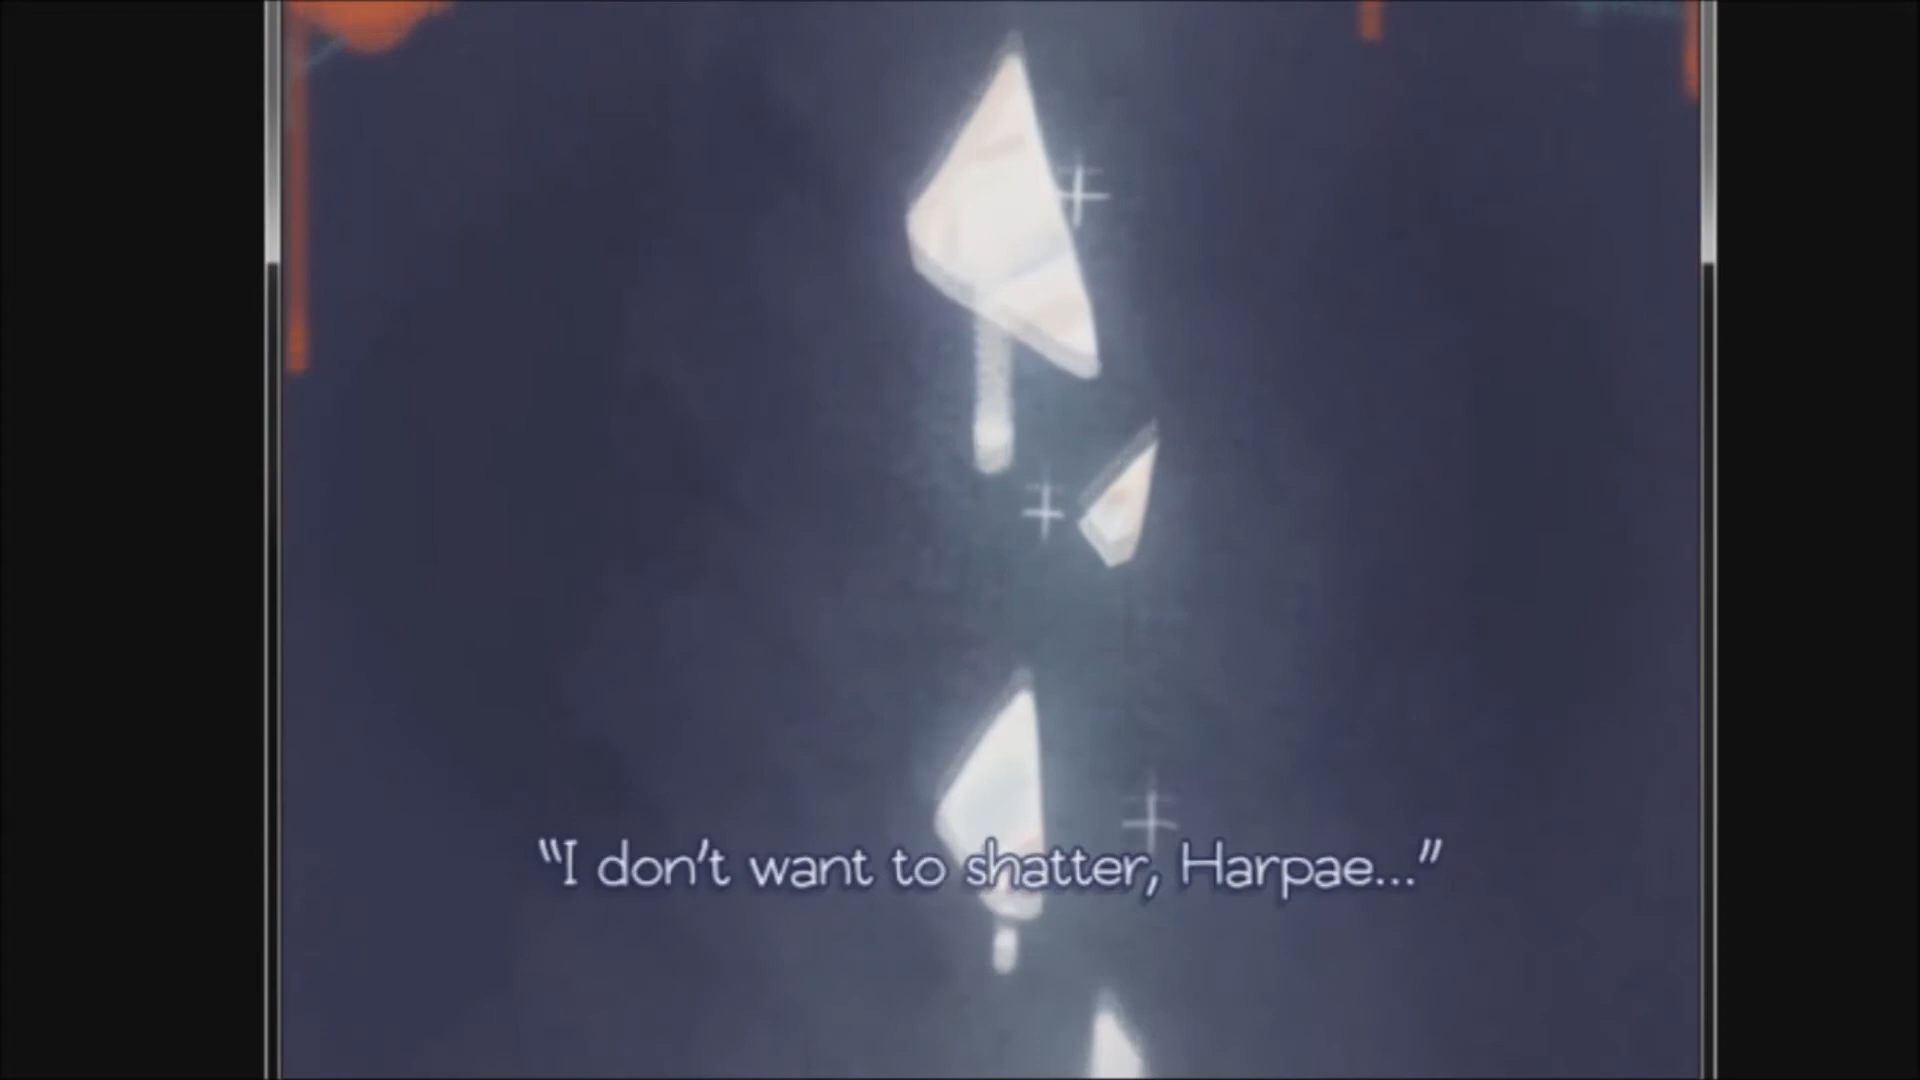 “I don’t want to shatter, Harpae...”